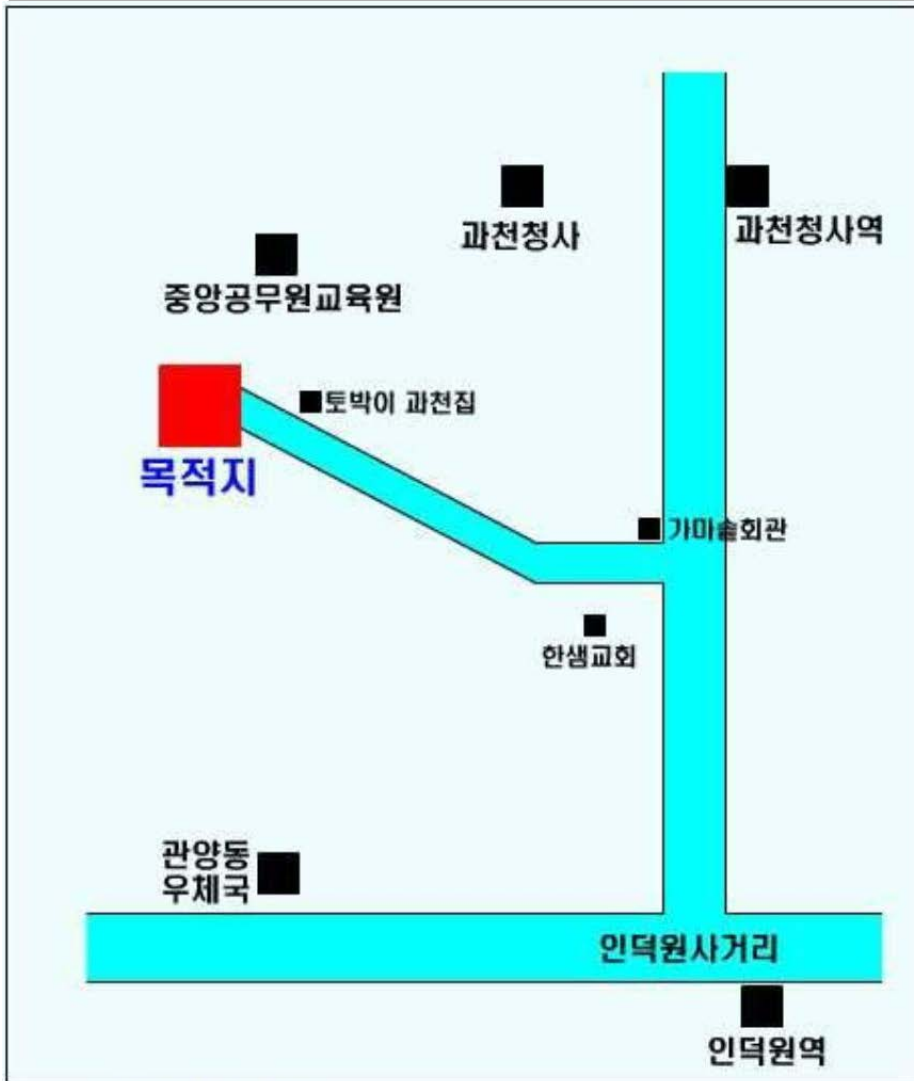 과천청사
과천청사역
중앙공무원교육원
토박이 과천집
목적지
가마솥회관
한샘교회
관양동
우체국
인덕원사거리
인덕원역